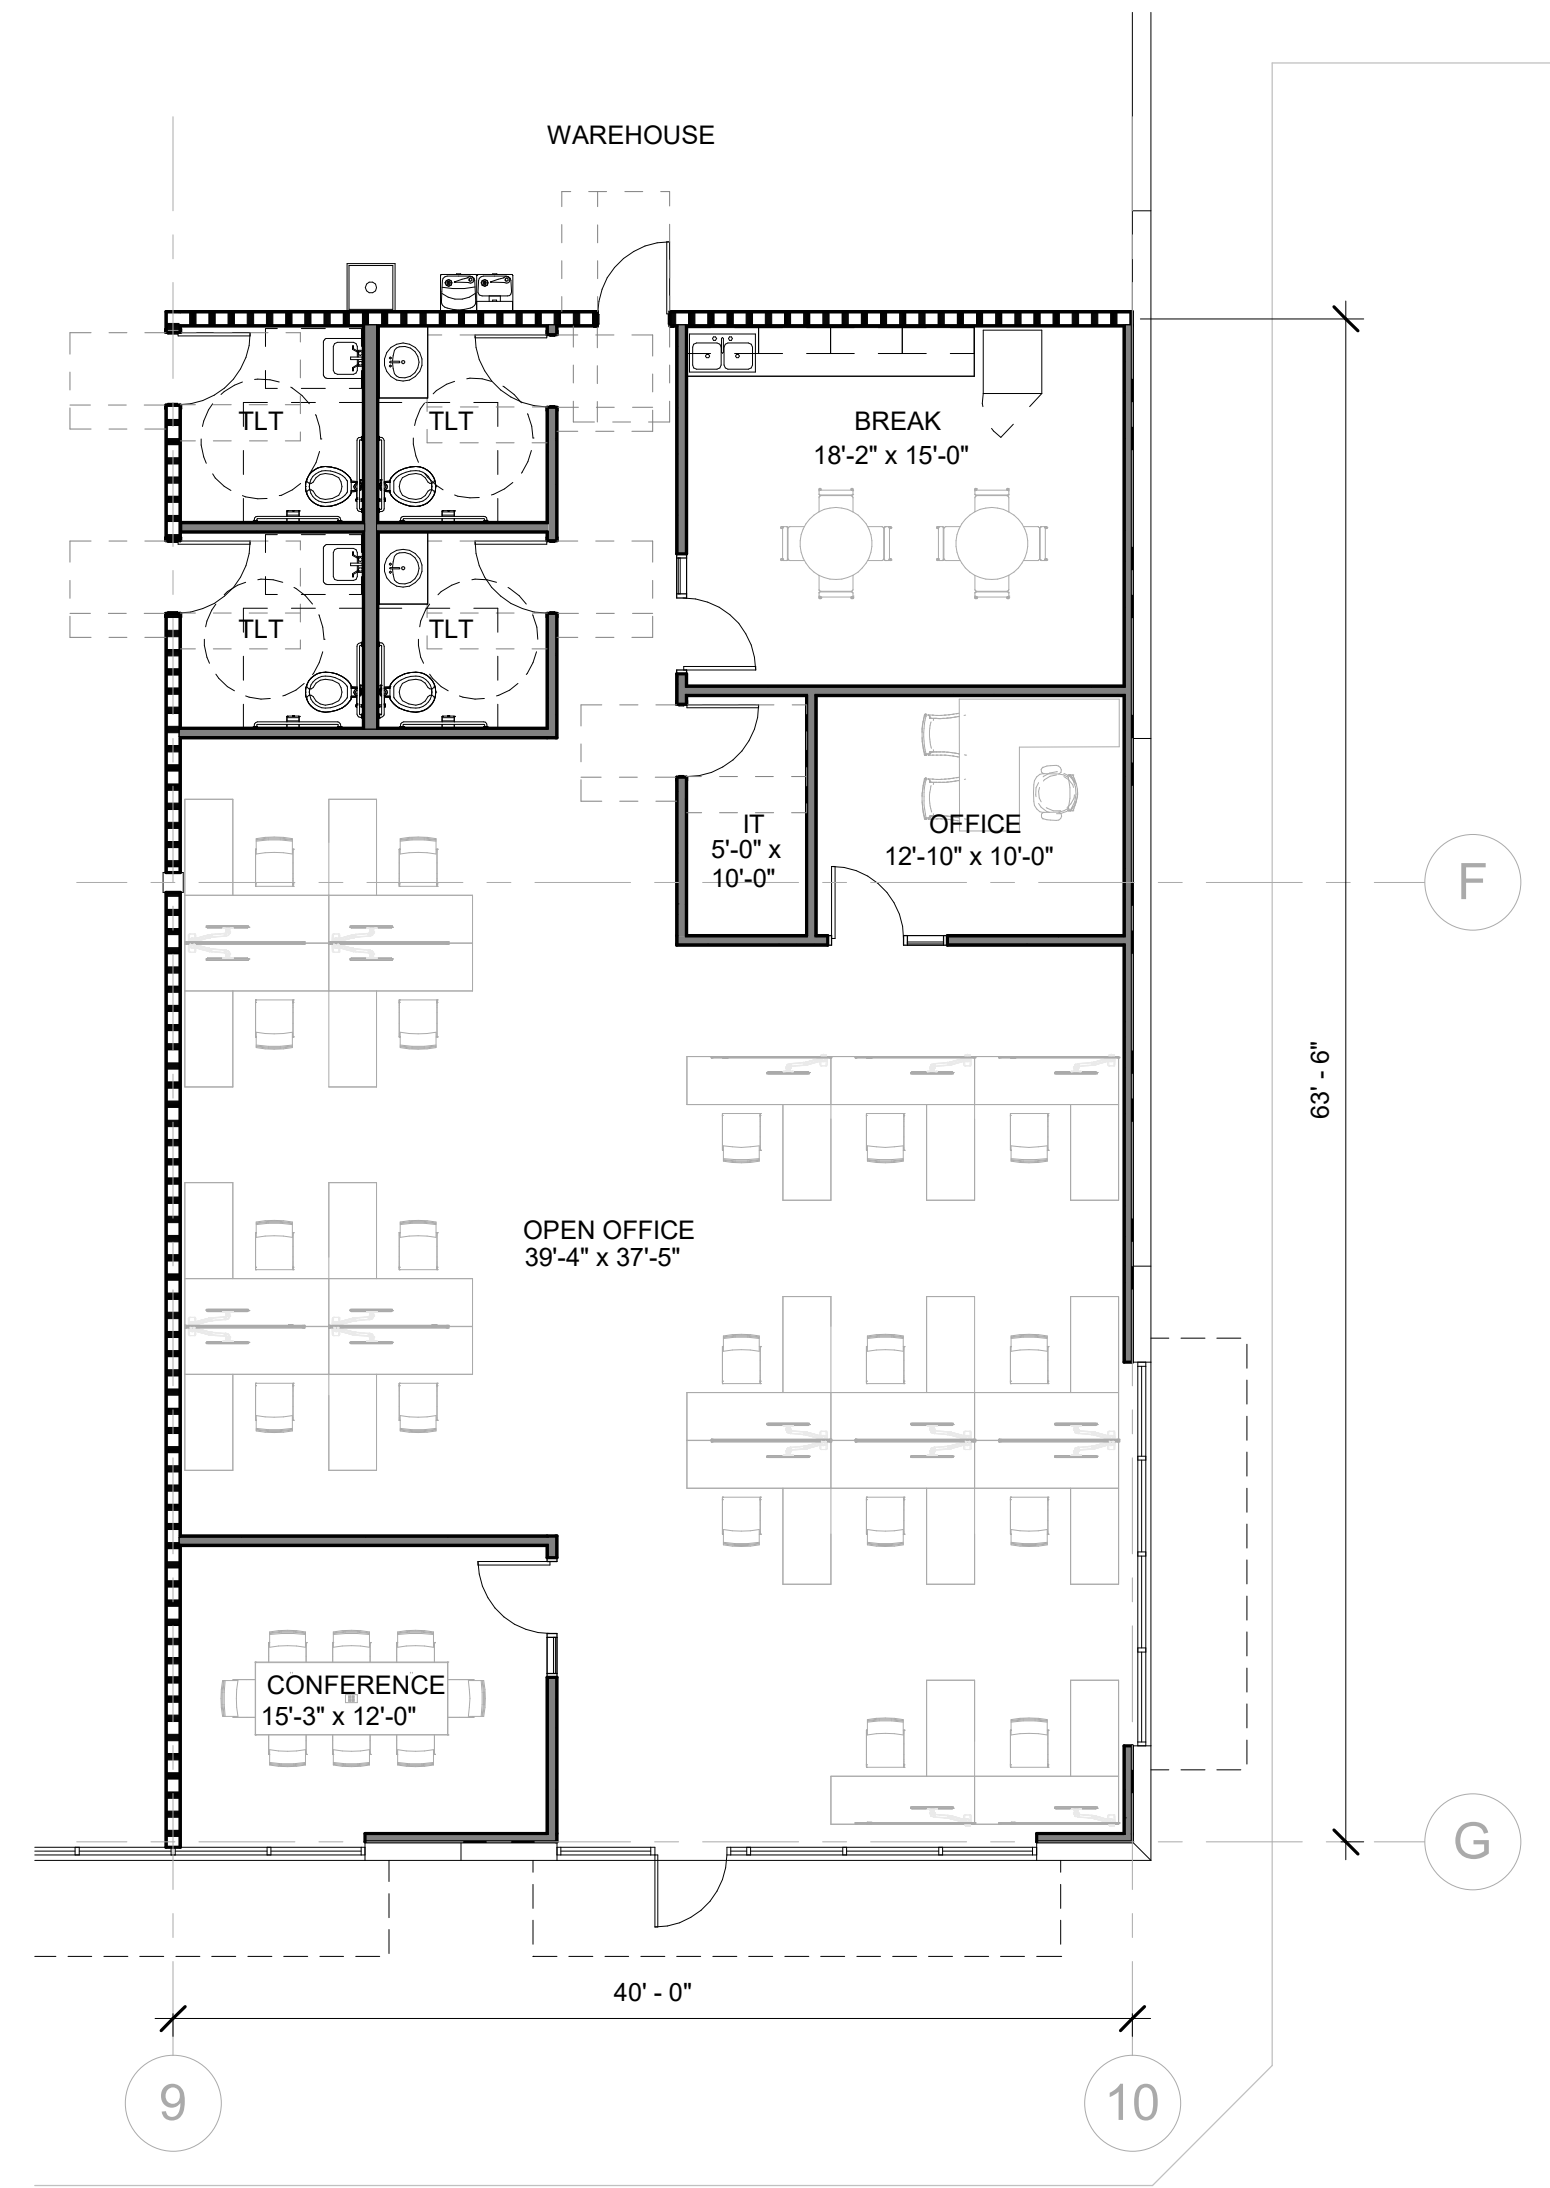 WAREHOUSE
TLT
TLT
BREAK
18'-2" x 15'-0"
TLT
TLT
IT
5'-0" x
10'-0"
OFFICE
12'-10" x 10'-0"
F
63' - 6"
OPEN OFFICE
39'-4" x 37'-5"
CONFERENCE
15'-3" x 12'-0"
G
40' - 0"
9
10